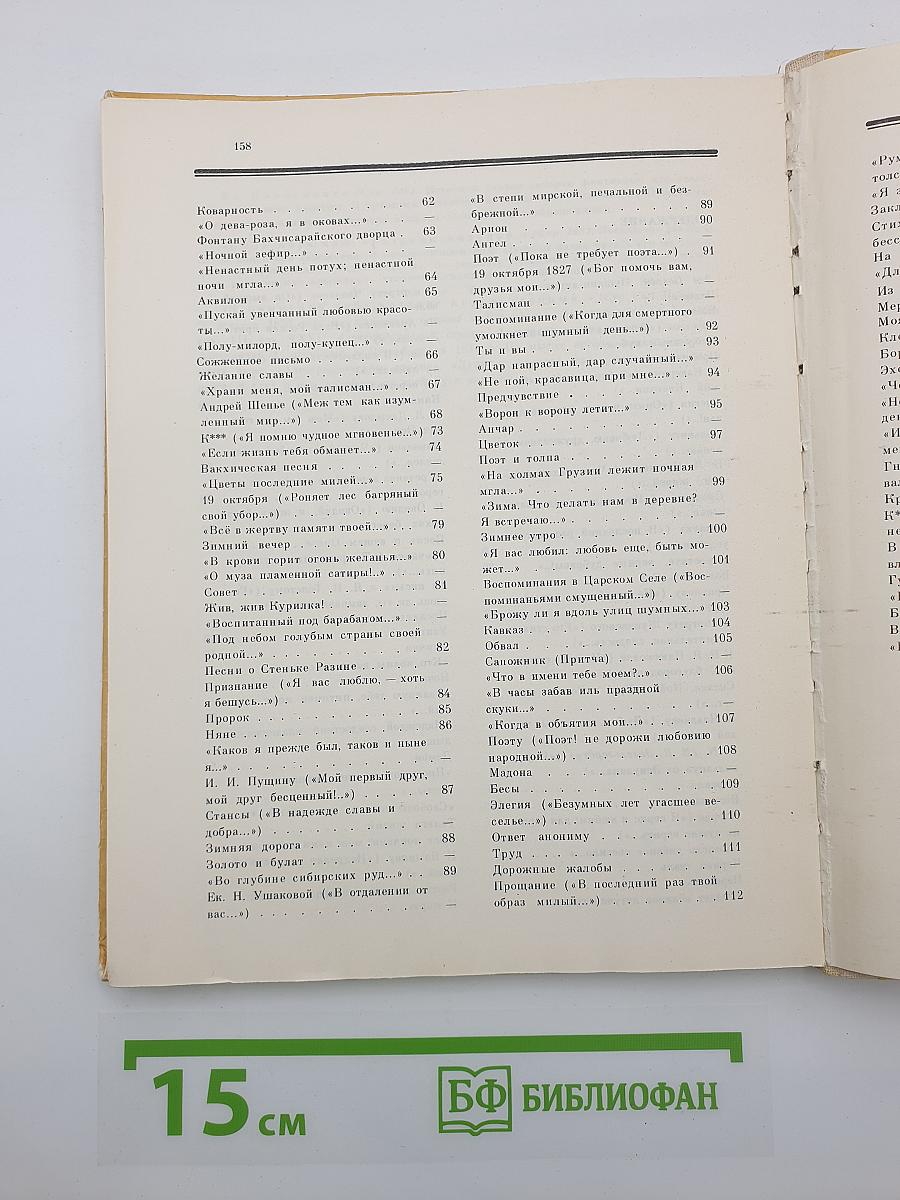 158
Коварность . . . . . . . . . 62
«О дева-роза, я в оковах...» . . . —
Фонтану Бахчисарайского дворца . 63
«Ночной зефир...» . . . . . . —
«Ненастный день потух; ненастной
ночи мгла...» . . . . . . . . 64
Аквилон . . . . . . . . . . 65
«Пускай увенчанный любовью красо-
ты...» . . . . . . . . . . . —
«Полу-милорд, полу-купец...» . . . —
Сожженное письмо . . . . . . 66
Желание славы . . . . . . . —
«Храни меня, мой талисман...» . . 67
Андрей Шенье («Меж тем как изум-
ленный мир...») . . . . . . . 68
К*** («Я помню чудное мгновенье...») 73
«Если жизнь тебя обманет...» . . 74
Вакхическая песня . . . . . . —
«Цветы последние милей...» . . . 75
19 октября («Роняет лес багряный
свой убор...») . . . . . . . . —
«Всё в жертву памяти твоей...» . . . 79
Зимний вечер . . . . . . . . —
«В крови горит огонь желанья...» 80
«О муза пламенной сатиры!..» . . . —
Совет . . . . . . . . . . . 81
Жив, жив Курилка! . . . . . . —
«Воспитанный под барабаном...» . . —
«Под небом голубым страны своей
родной...» . . . . . . . . . 82
Песни о Стеньке Разине . . . . . —
Признание («Я вас люблю, — хоть
я бешусь...») . . . . . . . . . 84
Пророк . . . . . . . . . . 85
Няне . . . . . . . . . . . 86
«Каков я прежде был, таков и ныне
я...» . . . . . . . . . . . . —
И. И. Пущину («Мой первый друг,
мой друг бесценный!..») . . . . . 87
Стансы («В надежде славы и
добра...») . . . . . . . . . . —
Зимняя дорога . . . . . . . . 88
Золото и булат . . . . . . . . —
«Во глубине сибирских руд...» . . 89
Ек. Н. Ушаковой («В отдалении от
вас...») . . . . . . . . . . . —
«В степи мирской, печальной и без-
брежной...» . . . . . . . . . 89
Арион . . . . . . . . . . . 90
Ангел . . . . . . . . . . . —
Поэт («Пока не требует поэта...») . 91
19 октября 1827 («Бог помочь вам,
друзья мои...») . . . . . . . . —
Талисман . . . . . . . . . . —
Воспоминание («Когда для смертного
умолкнет шумный день...») . . . . 92
Ты и вы . . . . . . . . . . 93
«Дар напрасный, дар случайный...» —
«Не пой, красавица, при мне...» . . 94
Предчувствие . . . . . . . . —
«Ворон к ворону летит...» . . . . 95
Анчар . . . . . . . . . . . —
Цветок . . . . . . . . . . 97
Поэт и толпа . . . . . . . . —
«На холмах Грузии лежит ночная
мгла...» . . . . . . . . . . 99
«Зима. Что делать нам в деревне?
Я встречаю...» . . . . . . . . —
Зимнее утро . . . . . . . . . 100
«Я вас любил: любовь еще, быть мо-
жет...» . . . . . . . . . . 101
Воспоминания в Царском Селе («Вос-
поминаньями смущенный...») . . . —
«Брожу ли я вдоль улиц шумных...» 103
Кавказ . . . . . . . . . . 104
Обвал . . . . . . . . . . . 105
Сапожник (Притча) . . . . . . —
«Что в имени тебе моем?..» . . . . 106
«В часы забав иль праздной
скуки...» . . . . . . . . . . —
«Когда в объятия мои...» . . . . 107
Поэту («Поэт! не дорожи любовию
народной...») . . . . . . . . 108
Мадона . . . . . . . . . . —
Бесы . . . . . . . . . . . 109
Элегия («Безумных лет угасшее ве-
селье...») . . . . . . . . . . 110
Ответ анониму . . . . . . . . —
Труд . . . . . . . . . . . 111
Дорожные жалобы . . . . . . —
Прощание («В последний раз твой
образ милый...») . . . . . . . 112
15 см
БФ БИБЛИОФАН